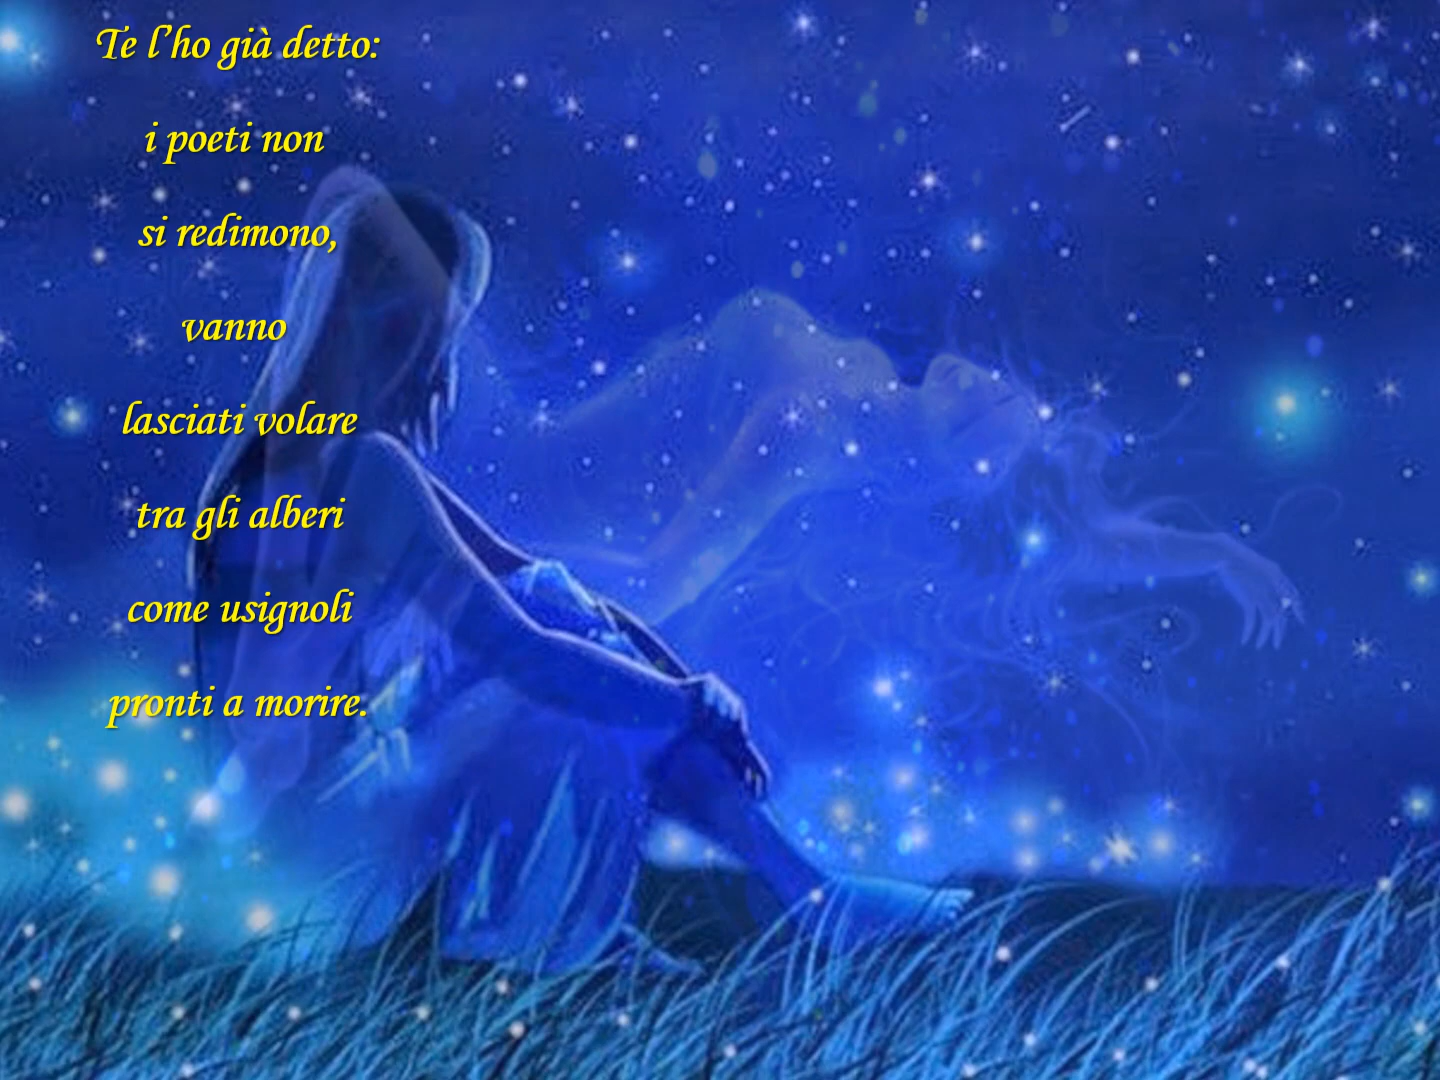 Te l’ho già detto:
i poeti non
si redimono,
vanno
lasciati volare
tra gli alberi
come usignoli
pronti a morire.